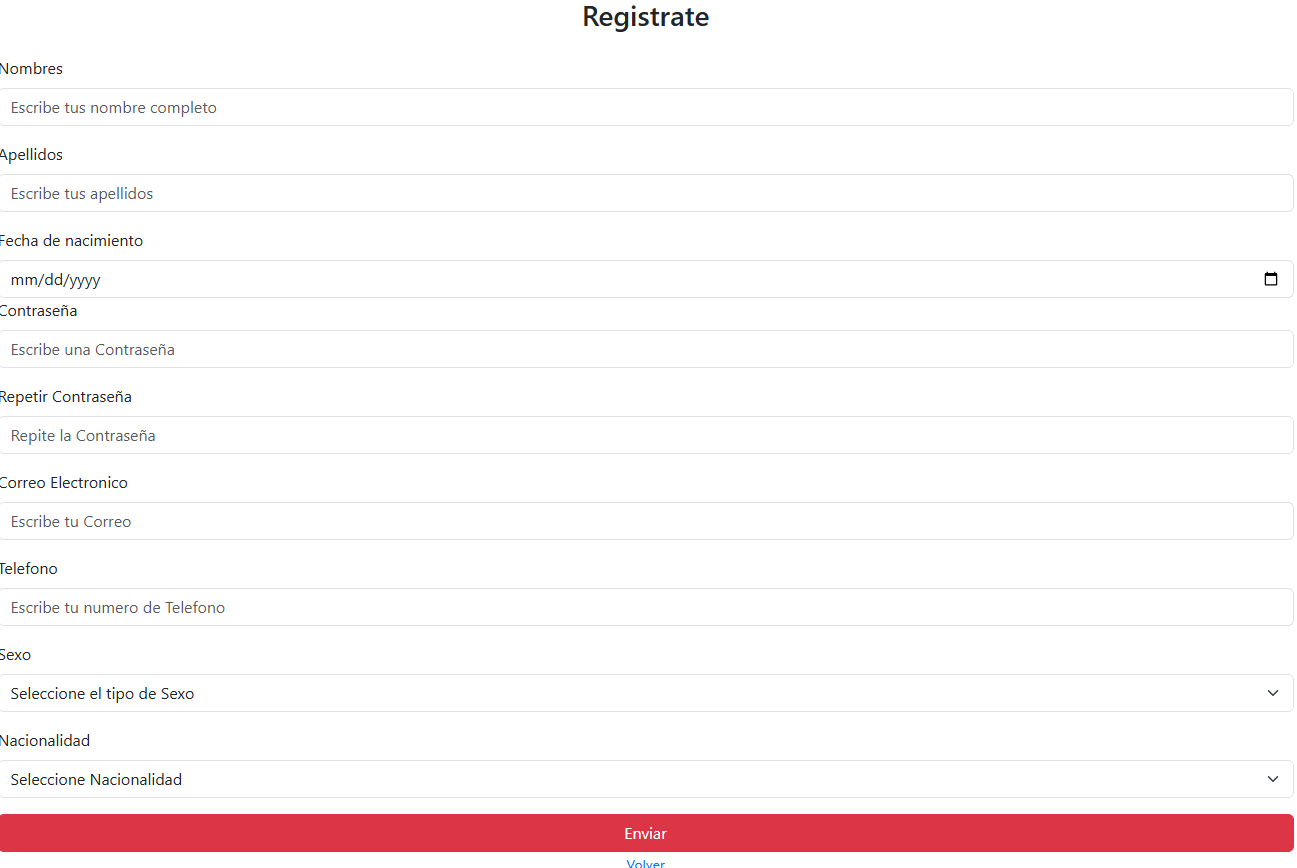 Registrate
Nombres
Escribe tus nombre completo
Apellidos
Escribe tus apellidos
Fecha de nacimiento
mm/dd/yyyy
Contraseña
Escribe una Contraseña
Repetir Contraseña
Repite la Contraseña
Correo Electronico
Escribe tu Correo
Telefono
Escribe tu numero de Telefono
Sexo
Seleccione el tipo de Sexo
Nacionalidad
Seleccione Nacionalidad
Enviar
Volver